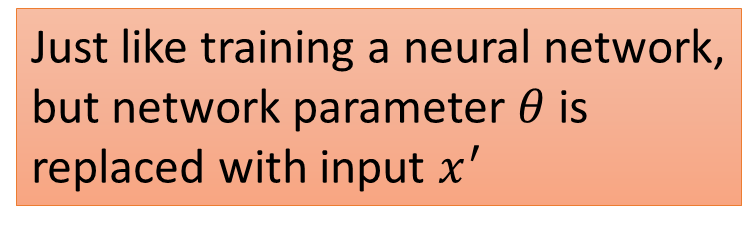 Just like training a neural network,
but network parameter 𝜃 is
replaced with input 𝑥′